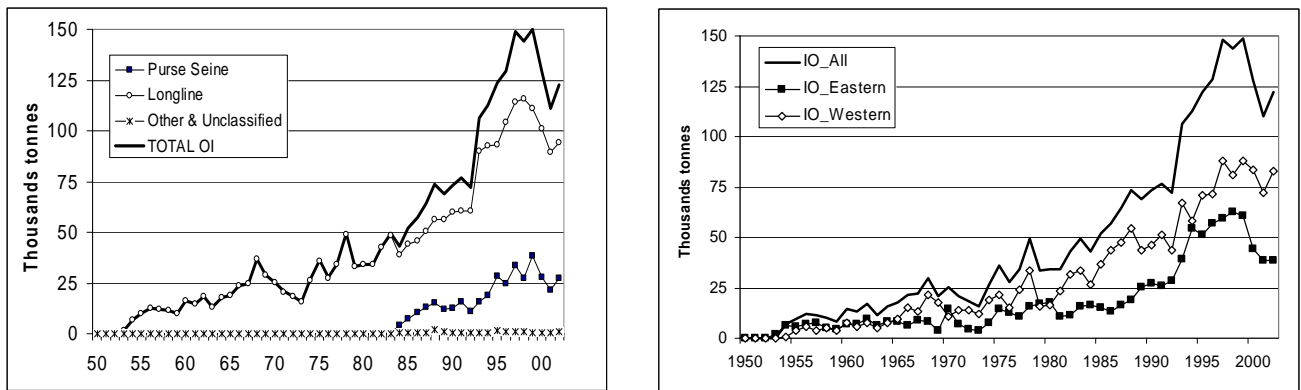 150
125
100
75
50
25
0
Thousands tonnes
Purse Seine
Longline
Other & Unclassified
TOTAL OI
50 55 60 65 70 75 80 85 90 95 00
150
125
100
75
50
25
0
Thousands tonnes
IO_All
IO_Eastern
IO_Western
1950 1955 1960 1965 1970 1975 1980 1985 1990 1995 2000